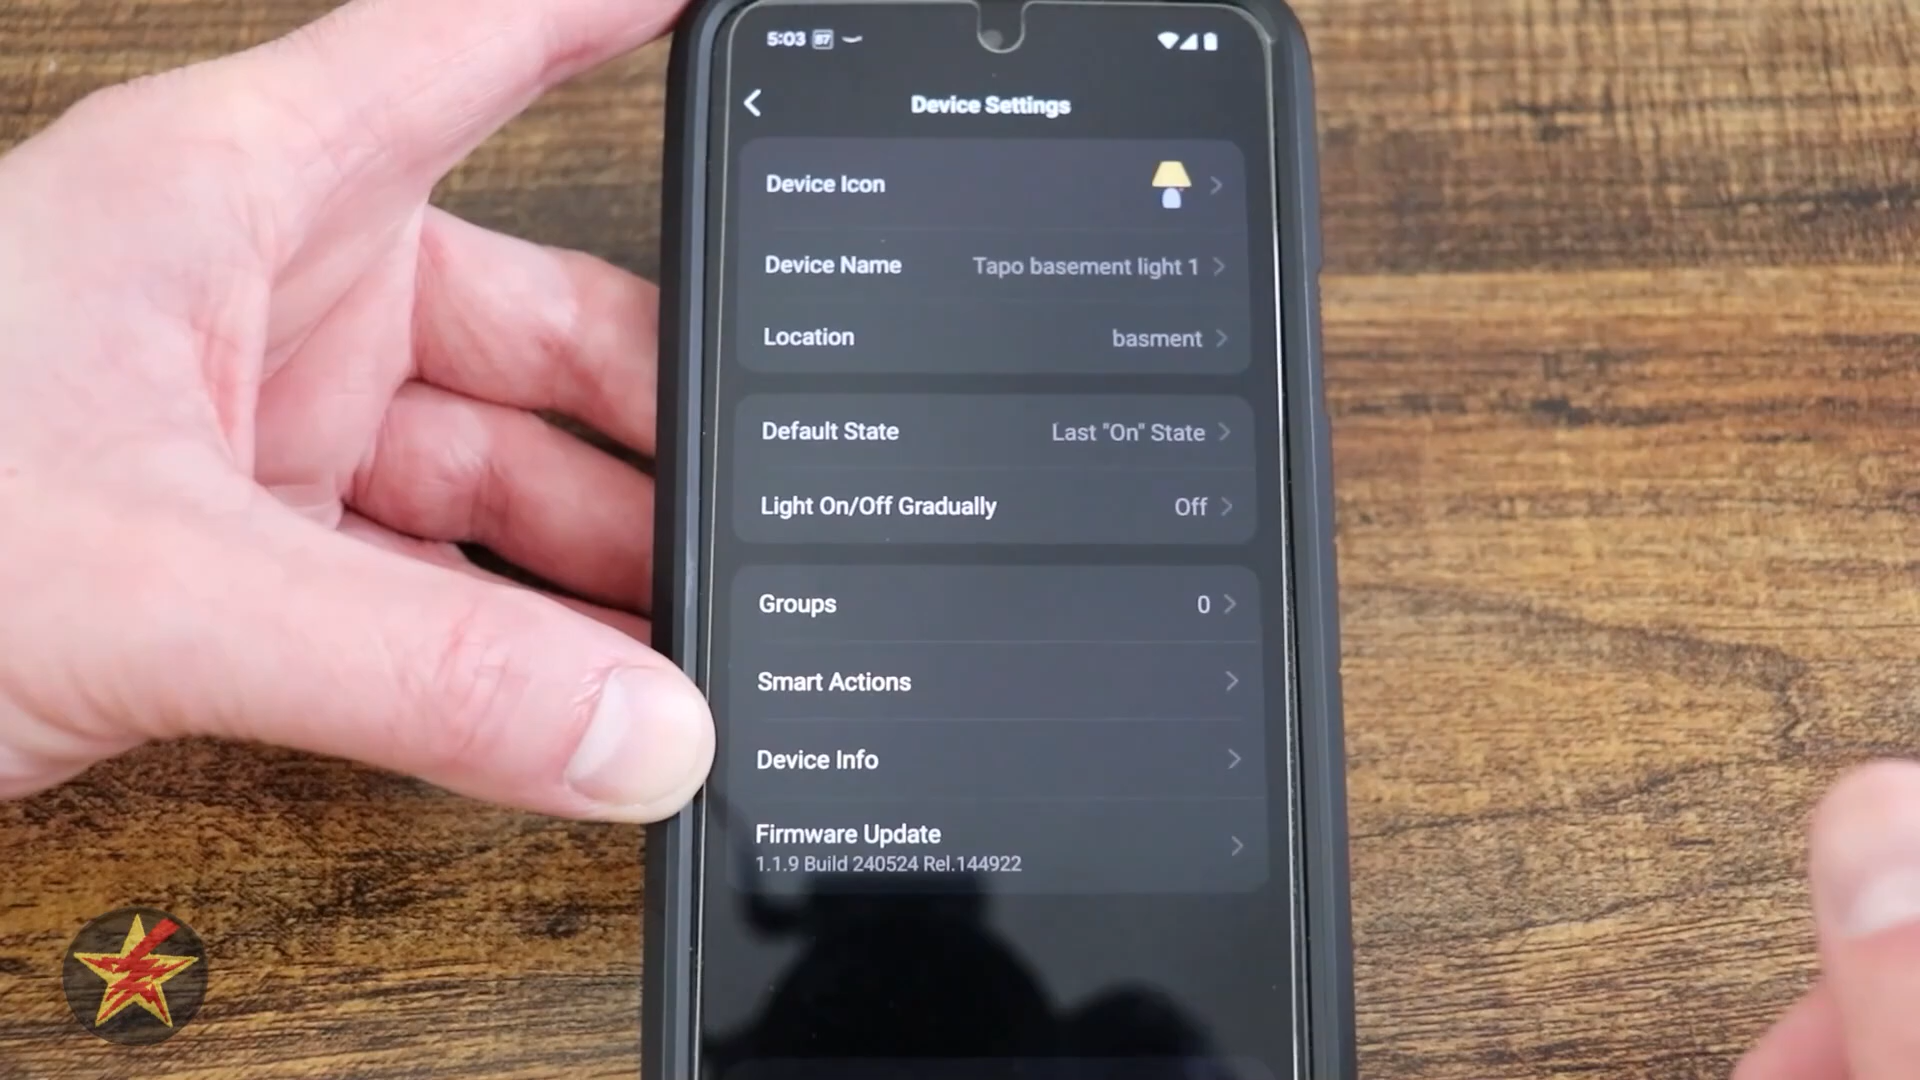 5:03 87
Device Settings
Device Icon
Device Name Tapo basement light 1
Location basment
Default State Last "On" State
Light On/Off Gradually Off
Groups 0
Smart Actions
Device Info
Firmware Update
1.1.9 Build 240524 Rel.144922